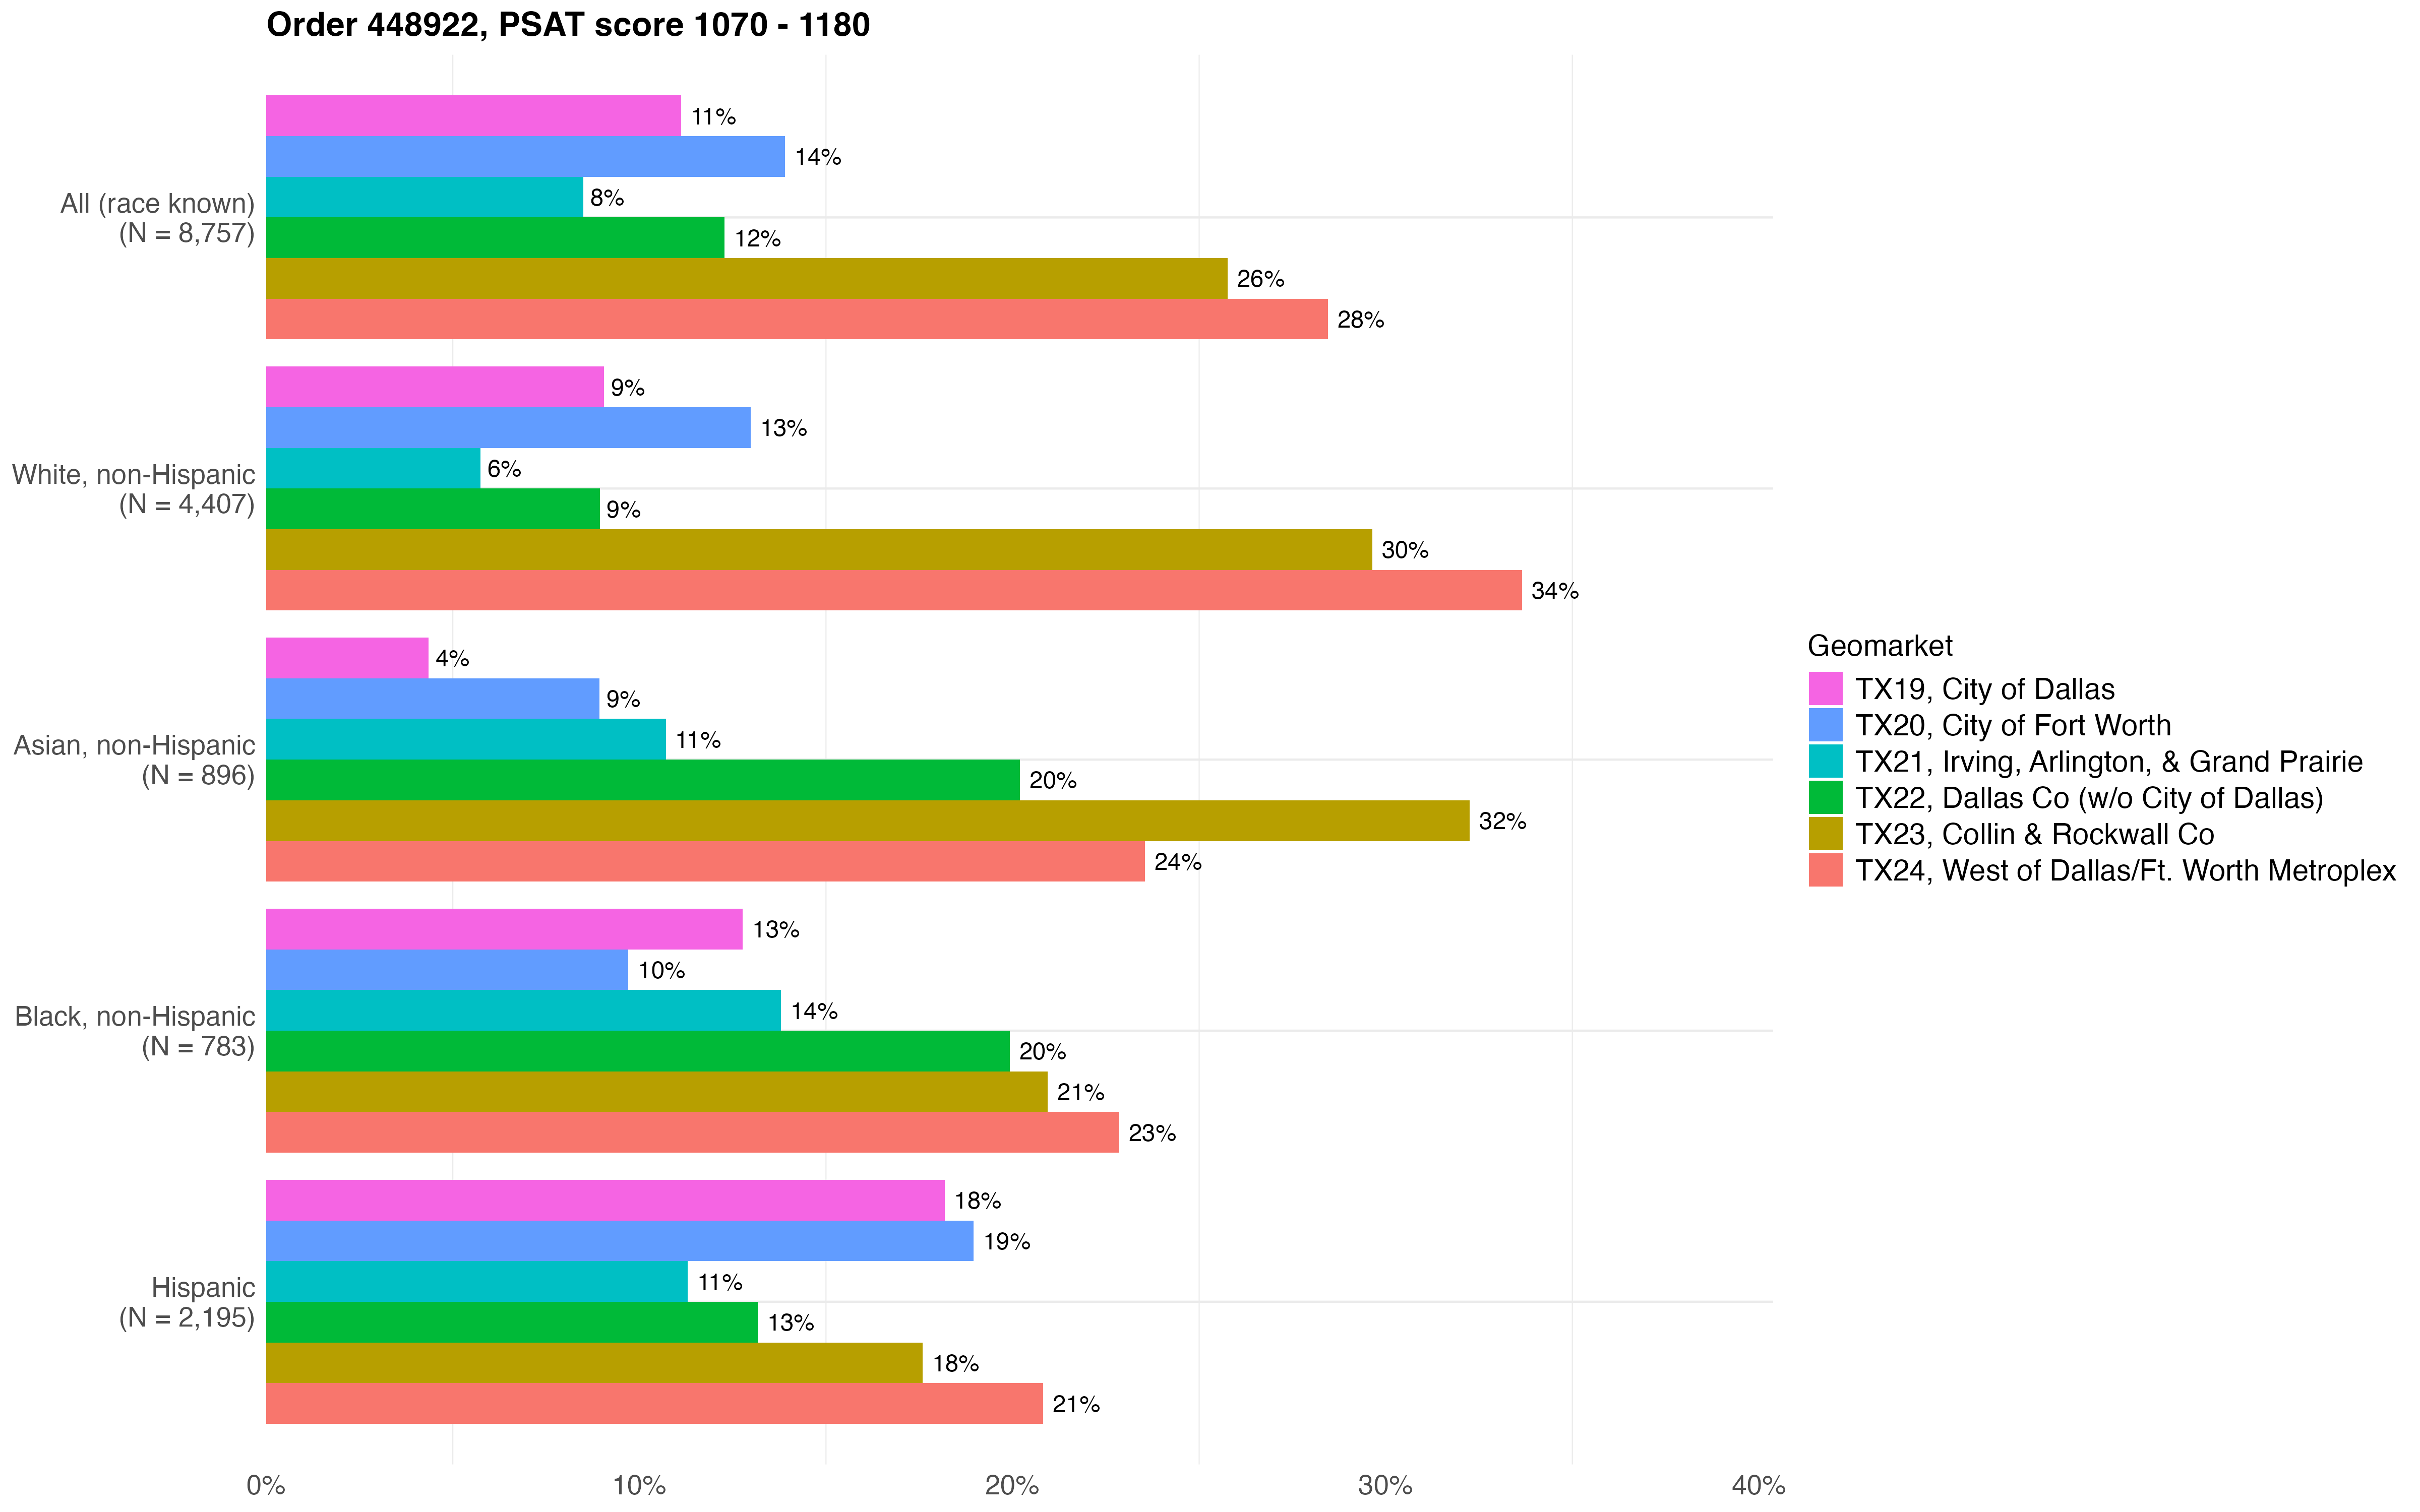 Order 448922, PSAT score 1070 - 1180
All (race known)
(N = 8,757)
11%
14%
8%
12%
26%
28%
White, non-Hispanic
(N = 4,407)
9%
13%
6%
9%
30%
34%
Asian, non-Hispanic
(N = 896)
4%
9%
11%
20%
32%
24%
Black, non-Hispanic
(N = 783)
13%
10%
14%
20%
21%
23%
Hispanic
(N = 2,195)
18%
19%
11%
13%
18%
21%
0%
10%
20%
30%
40%
Geomarket
TX19, City of Dallas
TX20, City of Fort Worth
TX21, Irving, Arlington, & Grand Prairie
TX22, Dallas Co (w/o City of Dallas)
TX23, Collin & Rockwall Co
TX24, West of Dallas/Ft. Worth Metroplex